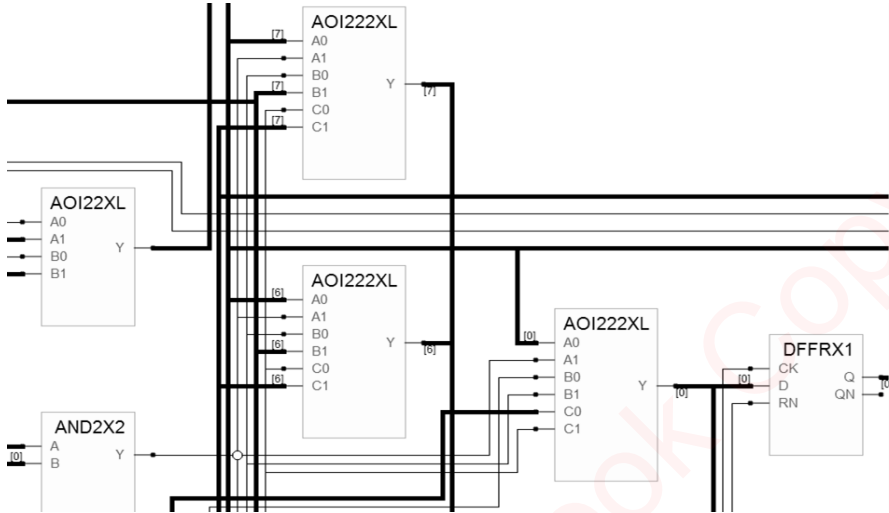 AOI222XL
[7] A0
A1
B0
[7] B1
C0
[7] C1
Y
[7]
AOI22XL
A0
A1
B0
B1
Y
AOI222XL
[6] A0
A1
B0
[6] B1
C0
[6] C1
Y
[6]
AOI222XL
[0] A0
A1
B0
B1
C0
C1
Y
[0]
DFFRX1
CK
[0] D
RN
Q
QN
AND2X2
A
[0] B
Y
ook Cop